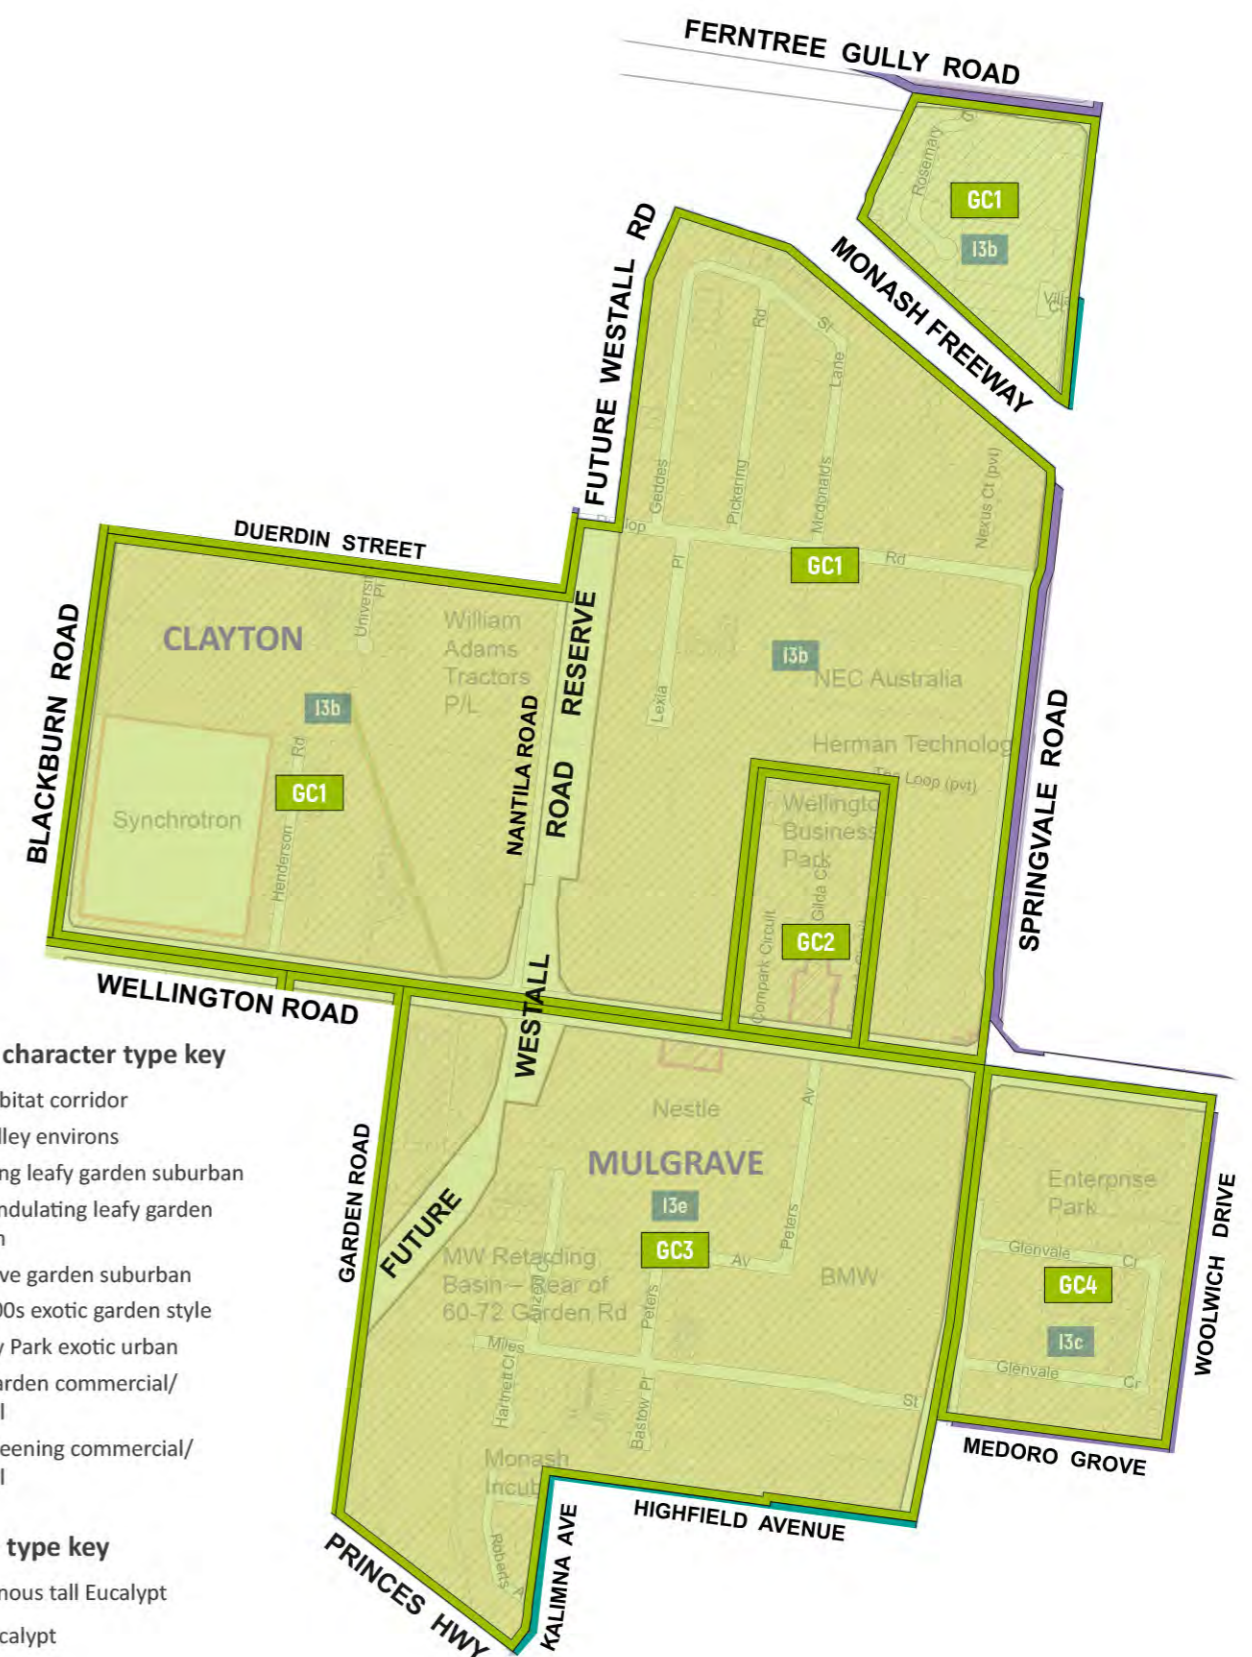 FERNTREE GULLY ROAD
Rosemary
GC1
I3b
MONASH FREEWAY
FUTURE WESTALL RD
Rd
St
Lane
Geddes
Pickering
Mcdonalds
Nexus Ct (pvt)
DUERDIN STREET
Pl
GC1
Rd
BLACKBURN ROAD
CLAYTON
Pl
William
Adams
Tractors
P/L
I3b
NANTILA ROAD
ROAD RESERVE
Lexia
I3b
NEC Australia
Herman Technolog
(pvt)
SPRINGVALE ROAD
Synchrotron
GC1
Rd
Henderson
Wellingto
Business
Park
Gilda
Compark Circuit
GC2
WELLINGTON ROAD
FUTURE WESTALL
character type key
bitat corridor
lley environs
ng leafy garden suburban
ndulating leafy garden
n
ve garden suburban
00s exotic garden style
y Park exotic urban
arden commercial/
l
eening commercial/
l
type key
nous tall Eucalypt
calypt
GARDEN ROAD
Nestle
MULGRAVE
I3e
GC3
Av
Peters
Av
Peters
MW Retarding
Basin – Rear of
60-72 Garden Rd
BMW
Miles
St
Hartnett Cl
Bastow Pl
Monash
Incub
Roberts
A
PRINCES HWY
KALIMNA AVE
HIGHFIELD AVENUE
Enterprise
Park
Glenvale
Cr
GC4
I3c
Glenvale
Cr
WOOLWICH DRIVE
MEDORO GROVE